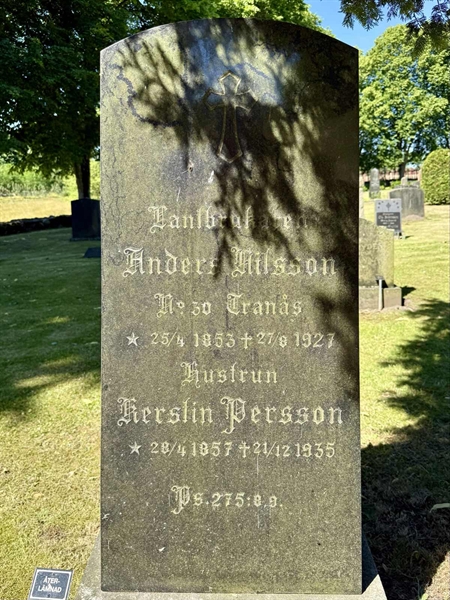 Lantbrukaren
Anders Nilsson
No 30 Tranås
* 25/4 1853 + 27/8 1927
Hustrun
Kerstin Persson
* 28/4 1857 + 21/12 1935
Ps. 275: 8,9.
ÅTER-
LÄMNAD